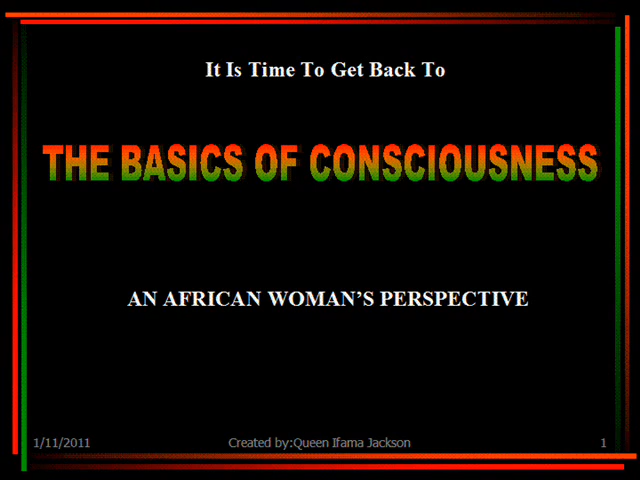 It Is Time To Get Back To
THE BASICS OF CONSCIOUSNESS
AN AFRICAN WOMAN’S PERSPECTIVE
1/11/2011 Created by:Queen Ifama Jackson 1